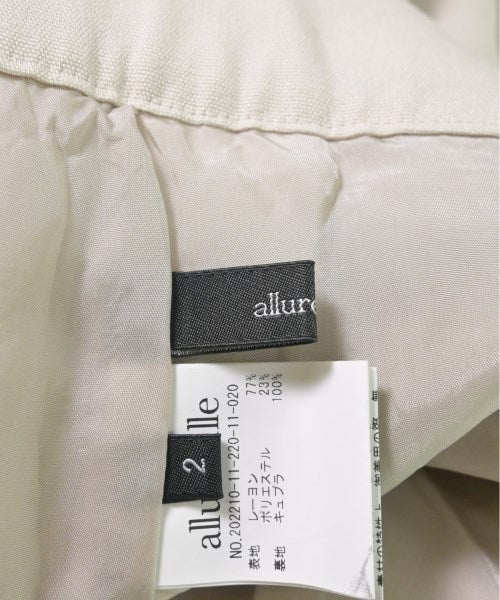 allure
2
allu lle
NO.202210-11-220-11-020
表地 レーヨン 77%
ポリエステル 23%
裏地 キュプラ 100%